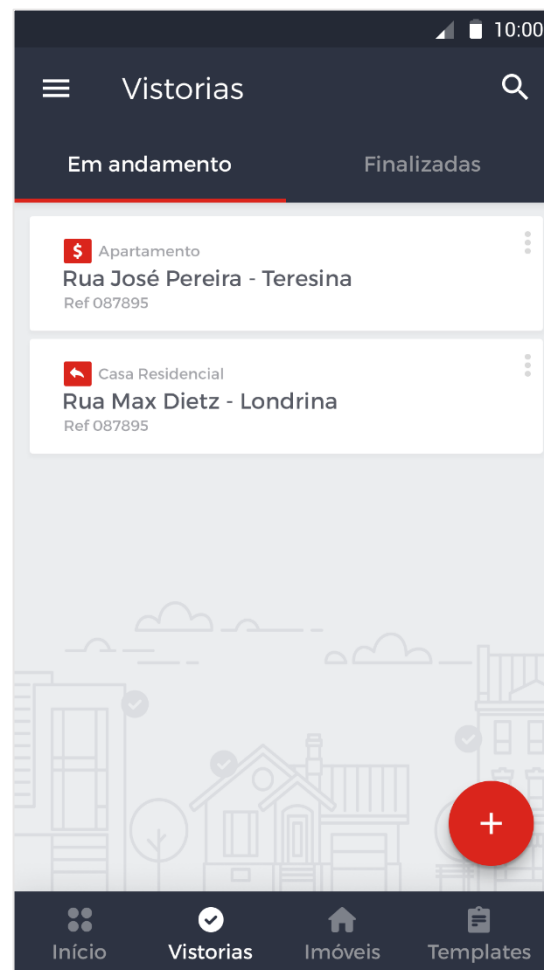 10:00
Vistorias
Em andamento Finalizadas
$ Apartamento
Rua José Pereira - Teresina
Ref 087895
Casa Residencial
Rua Max Dietz - Londrina
Ref 087895
+
Início Vistorias Imóveis Templates